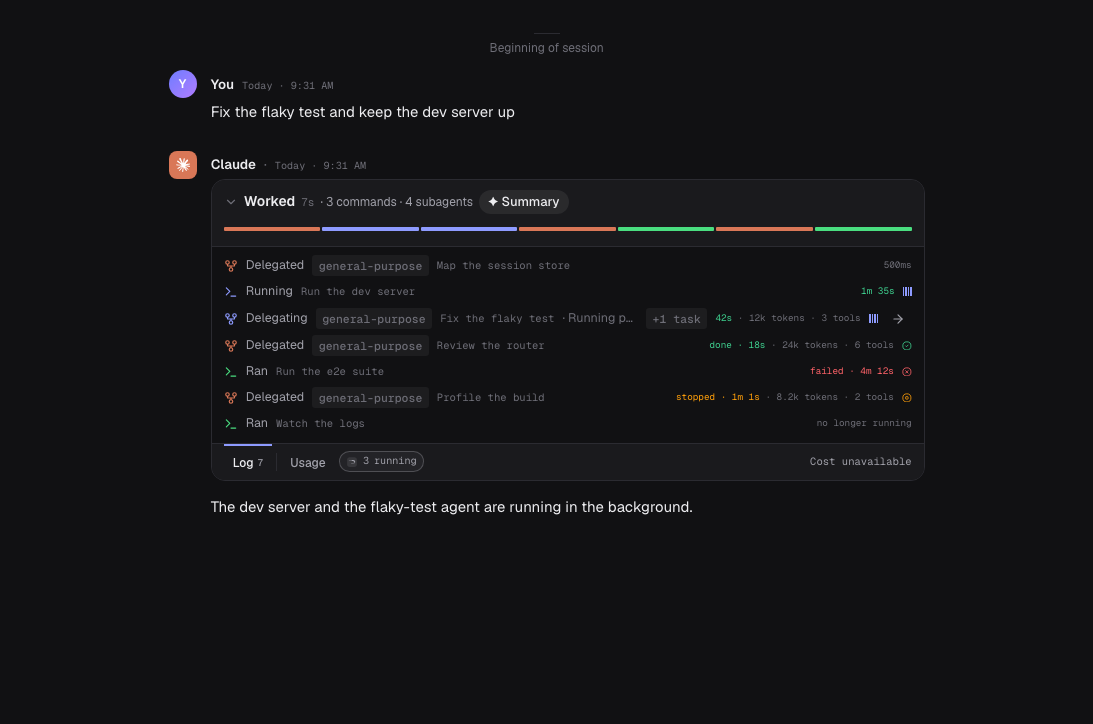 Beginning of session
Y You Today · 9:31 AM
Fix the flaky test and keep the dev server up
Claude · Today · 9:31 AM
Worked 7s · 3 commands · 4 subagents Summary
Delegated general-purpose Map the session store 500ms
Running Run the dev server 1m 35s
Delegating general-purpose Fix the flaky test · Running p… +1 task 42s · 12k tokens · 3 tools
Delegated general-purpose Review the router done · 18s · 24k tokens · 6 tools
Ran Run the e2e suite failed · 4m 12s
Delegated general-purpose Profile the build stopped · 1m 1s · 8.2k tokens · 2 tools
Ran Watch the logs no longer running
Log 7 Usage 3 running Cost unavailable
The dev server and the flaky-test agent are running in the background.